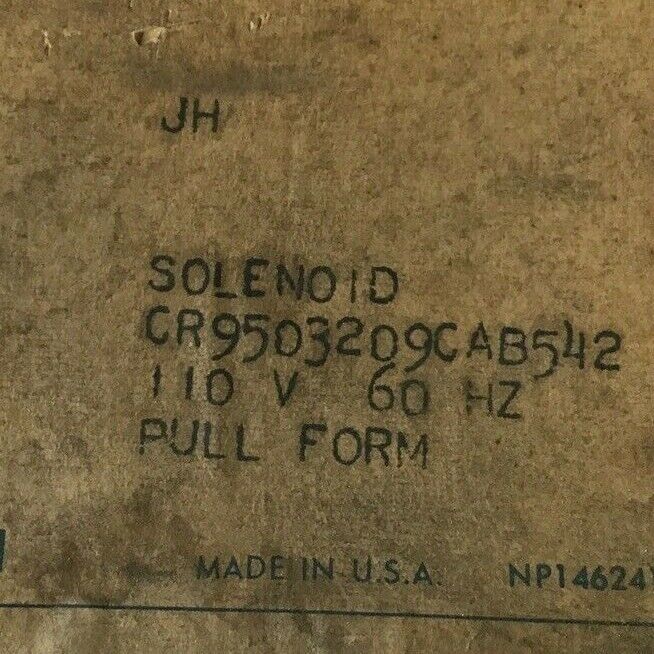 JH
SOLENOID
CR9503209CAB542
110 V 60 HZ
PULL FORM
MADE IN U.S.A.